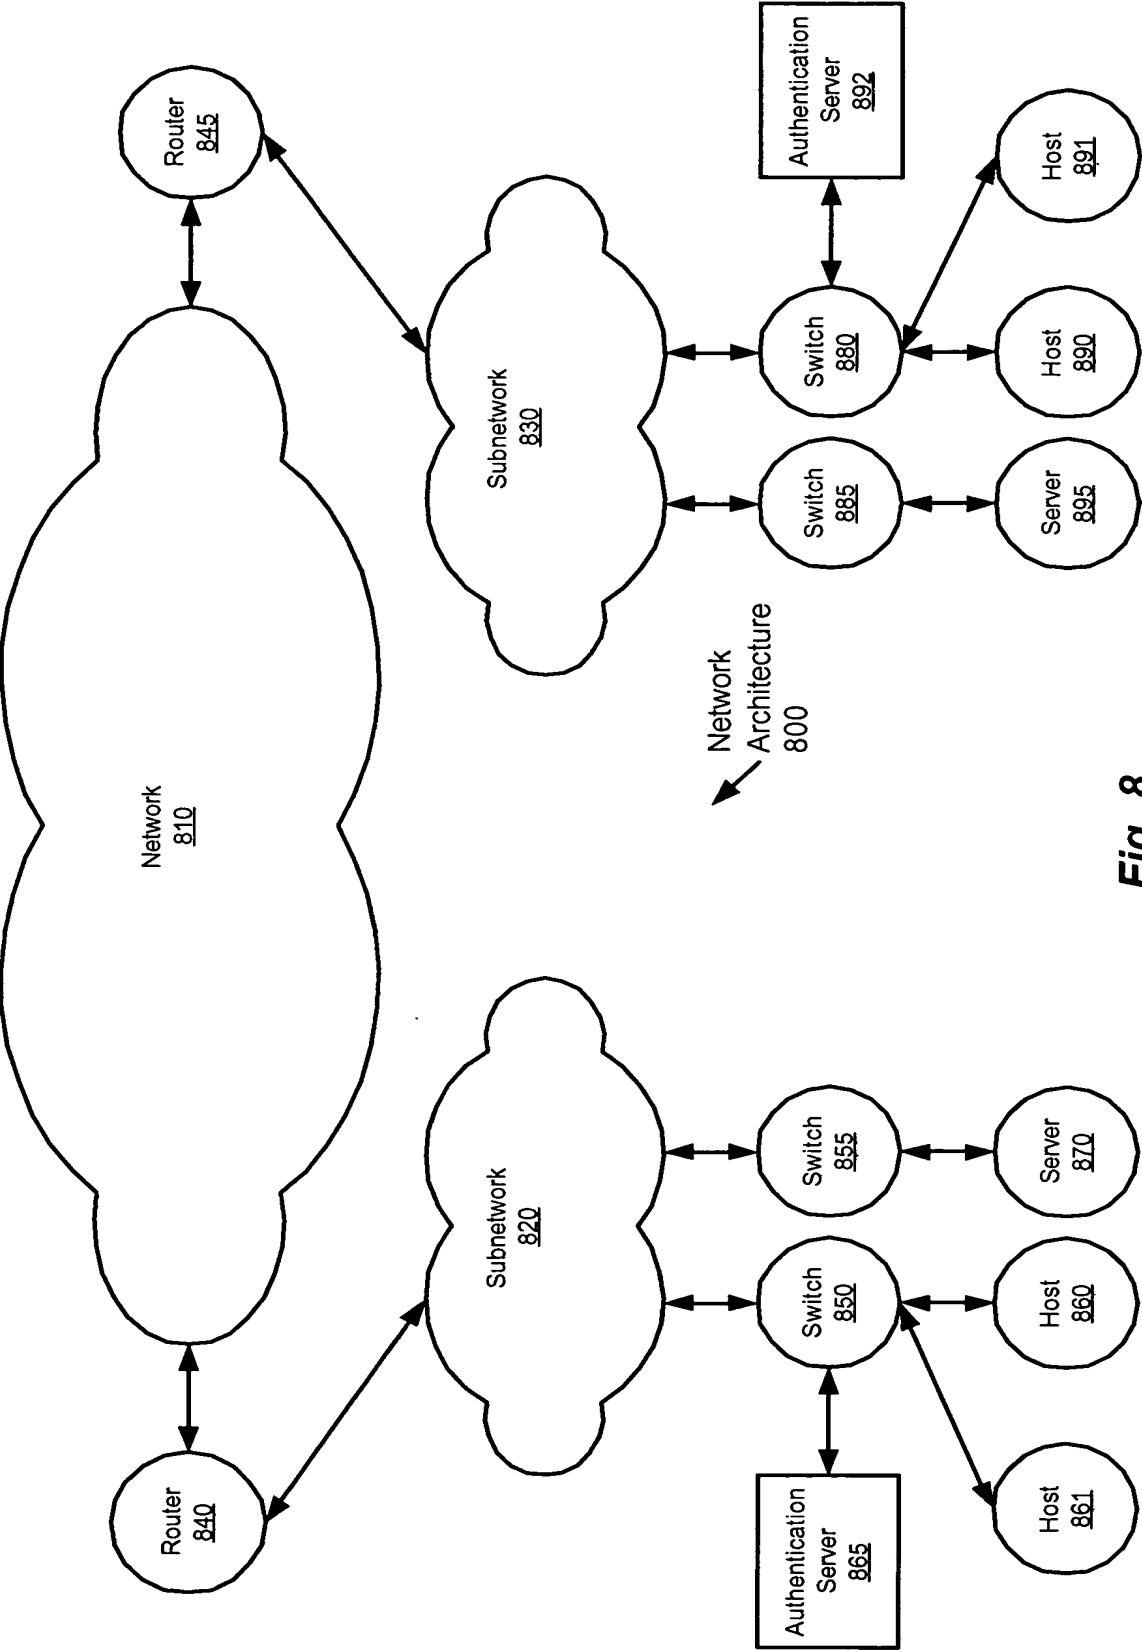 Network
810
Router
840
Router
845
Subnetwork
820
Subnetwork
830
Network
Architecture
800
Authentication
Server
865
Switch
850
Switch
855
Switch
885
Switch
880
Authentication
Server
892
Host
861
Host
860
Server
870
Server
895
Host
890
Host
891
Fig. 8